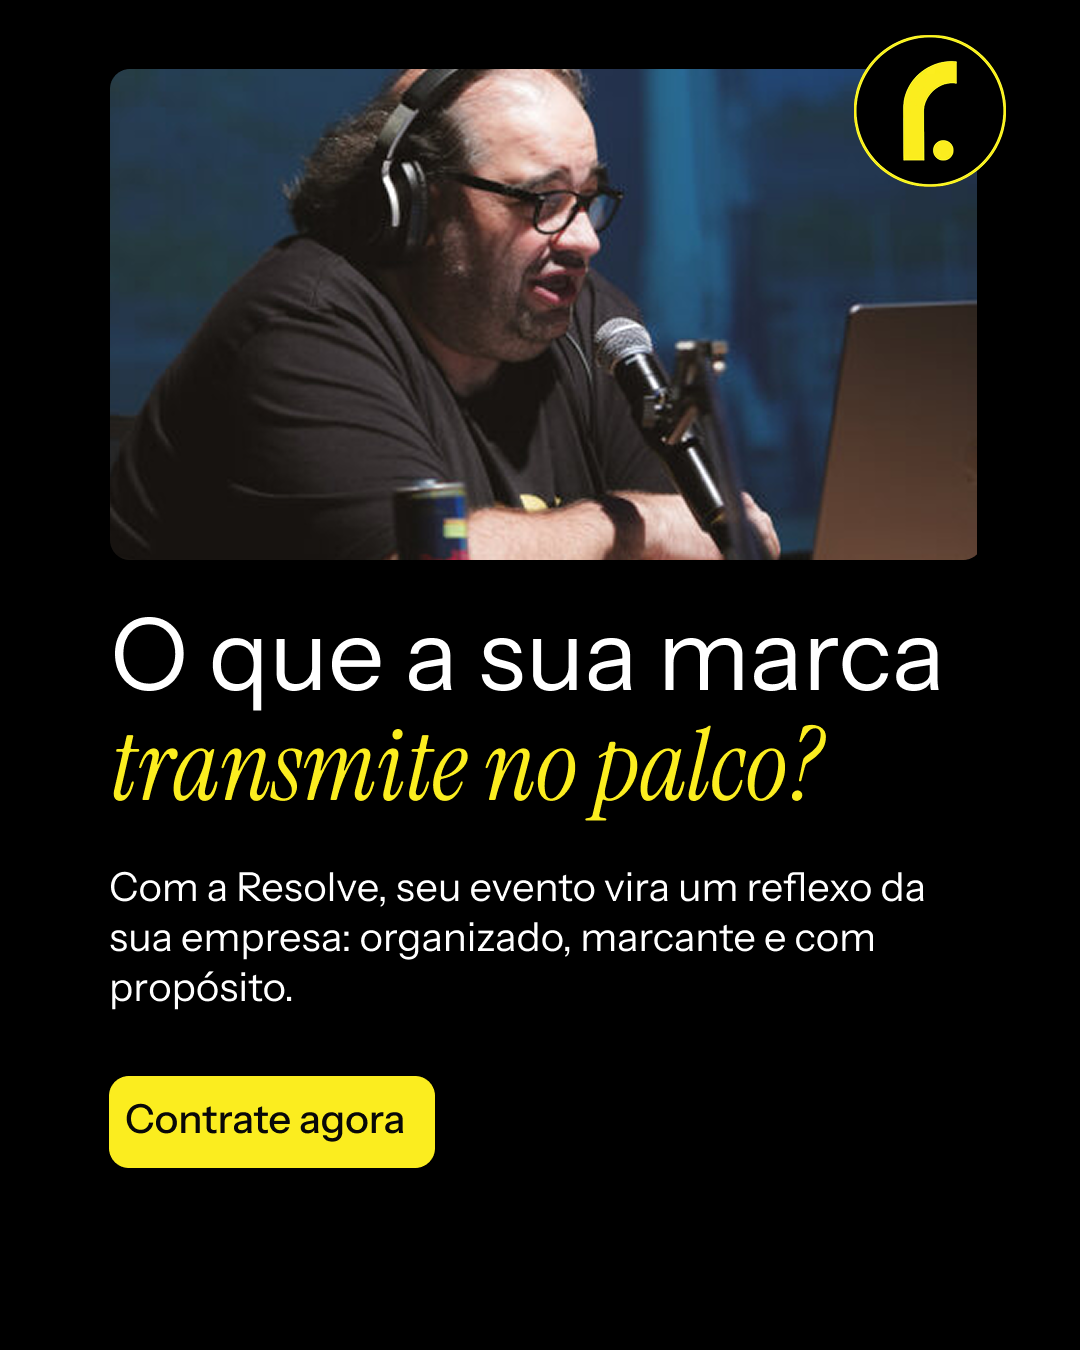 r.
O que a sua marca
transmite no palco?
Com a Resolve, seu evento vira um reflexo da
sua empresa: organizado, marcante e com
propósito.
Contrate agora